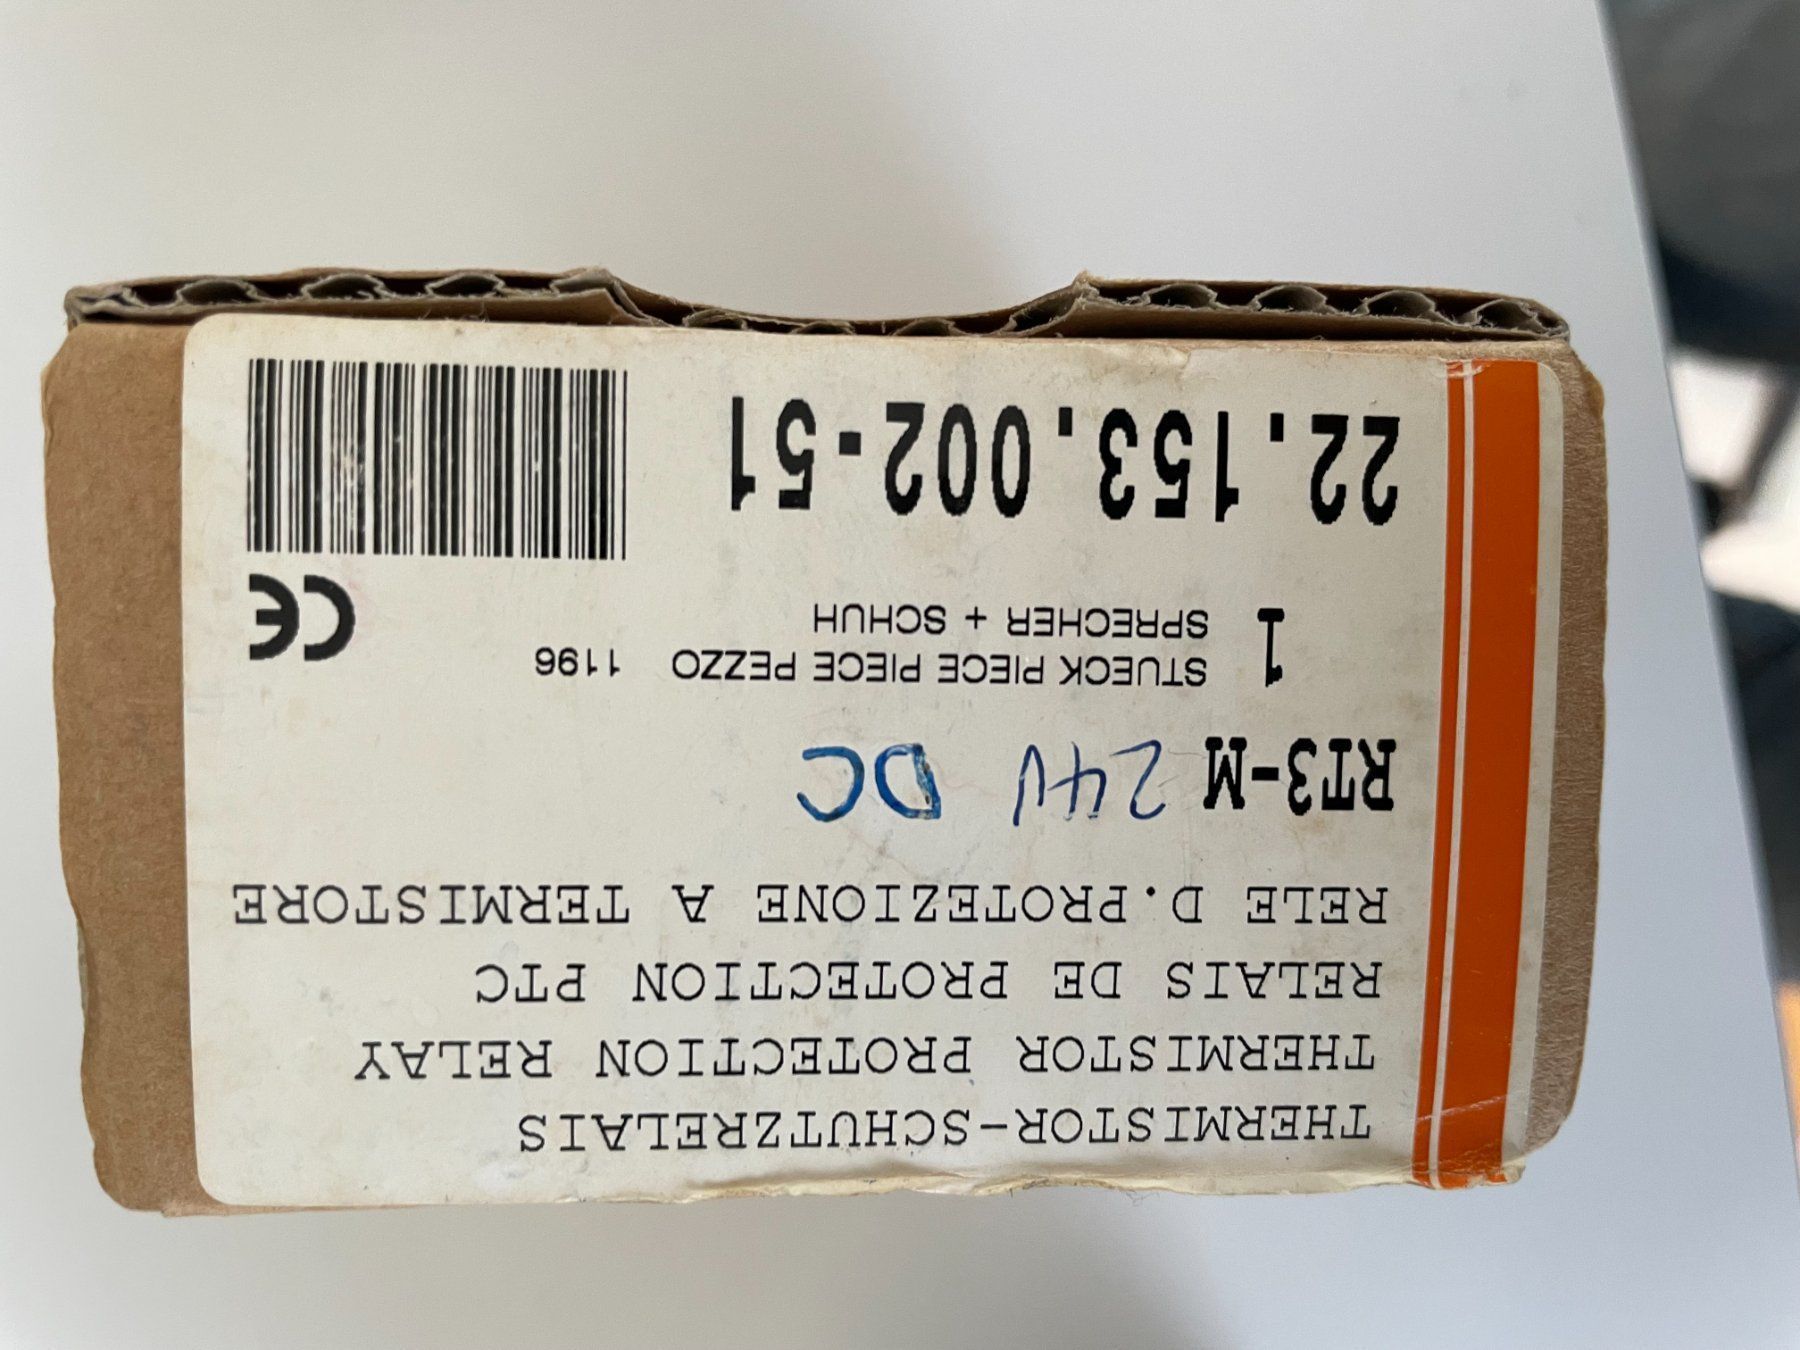 THERMISTOR-SCHUTZRELAIS
THERMISTOR PROTECTION RELAY
RELAIS DE PROTECTION PTC
RELE D.PROTEZIONE A TERMISTORE
RT3-M 24V DC
1 STUECK PIECE PIECE PEZZO 1196
SPRECHER + SCHUH
CE
22.153.002-51